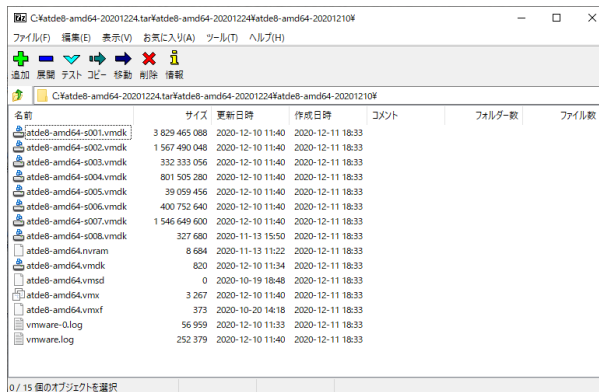 C:¥atde8-amd64-20201224.tar¥atde8-amd64-20201224¥atde8-amd64-20201210¥
ファイル(F) 編集(E) 表示(V) お気に入り(A) ツール(T) ヘルプ(H)
追加 展開 テスト コピー 移動 削除 情報
C:¥atde8-amd64-20201224.tar¥atde8-amd64-20201224¥atde8-amd64-20201210¥
名前 サイズ 更新日時 作成日時 コメント フォルダー数 ファイル数
atde8-amd64-s001.vmdk 3 829 465 088 2020-12-10 11:40 2020-12-11 18:33
atde8-amd64-s002.vmdk 1 567 490 048 2020-12-10 11:40 2020-12-11 18:33
atde8-amd64-s003.vmdk 332 333 056 2020-12-10 11:40 2020-12-11 18:33
atde8-amd64-s004.vmdk 801 505 280 2020-12-10 11:40 2020-12-11 18:33
atde8-amd64-s005.vmdk 39 059 456 2020-12-10 11:40 2020-12-11 18:33
atde8-amd64-s006.vmdk 400 752 640 2020-12-10 11:40 2020-12-11 18:33
atde8-amd64-s007.vmdk 1 546 649 600 2020-12-10 11:40 2020-12-11 18:33
atde8-amd64-s008.vmdk 327 680 2020-11-13 15:50 2020-12-11 18:33
atde8-amd64.nvram 8 684 2020-11-13 11:22 2020-12-11 18:33
atde8-amd64.vmdk 820 2020-12-10 11:34 2020-12-11 18:33
atde8-amd64.vmsd 0 2020-10-19 18:48 2020-12-11 18:33
atde8-amd64.vmx 3 267 2020-12-10 11:40 2020-12-11 18:33
atde8-amd64.vmxf 373 2020-10-20 14:18 2020-12-11 18:33
vmware-0.log 56 959 2020-12-10 11:33 2020-12-11 18:33
vmware.log 252 379 2020-12-10 11:40 2020-12-11 18:33
0 / 15 個のオブジェクトを選択